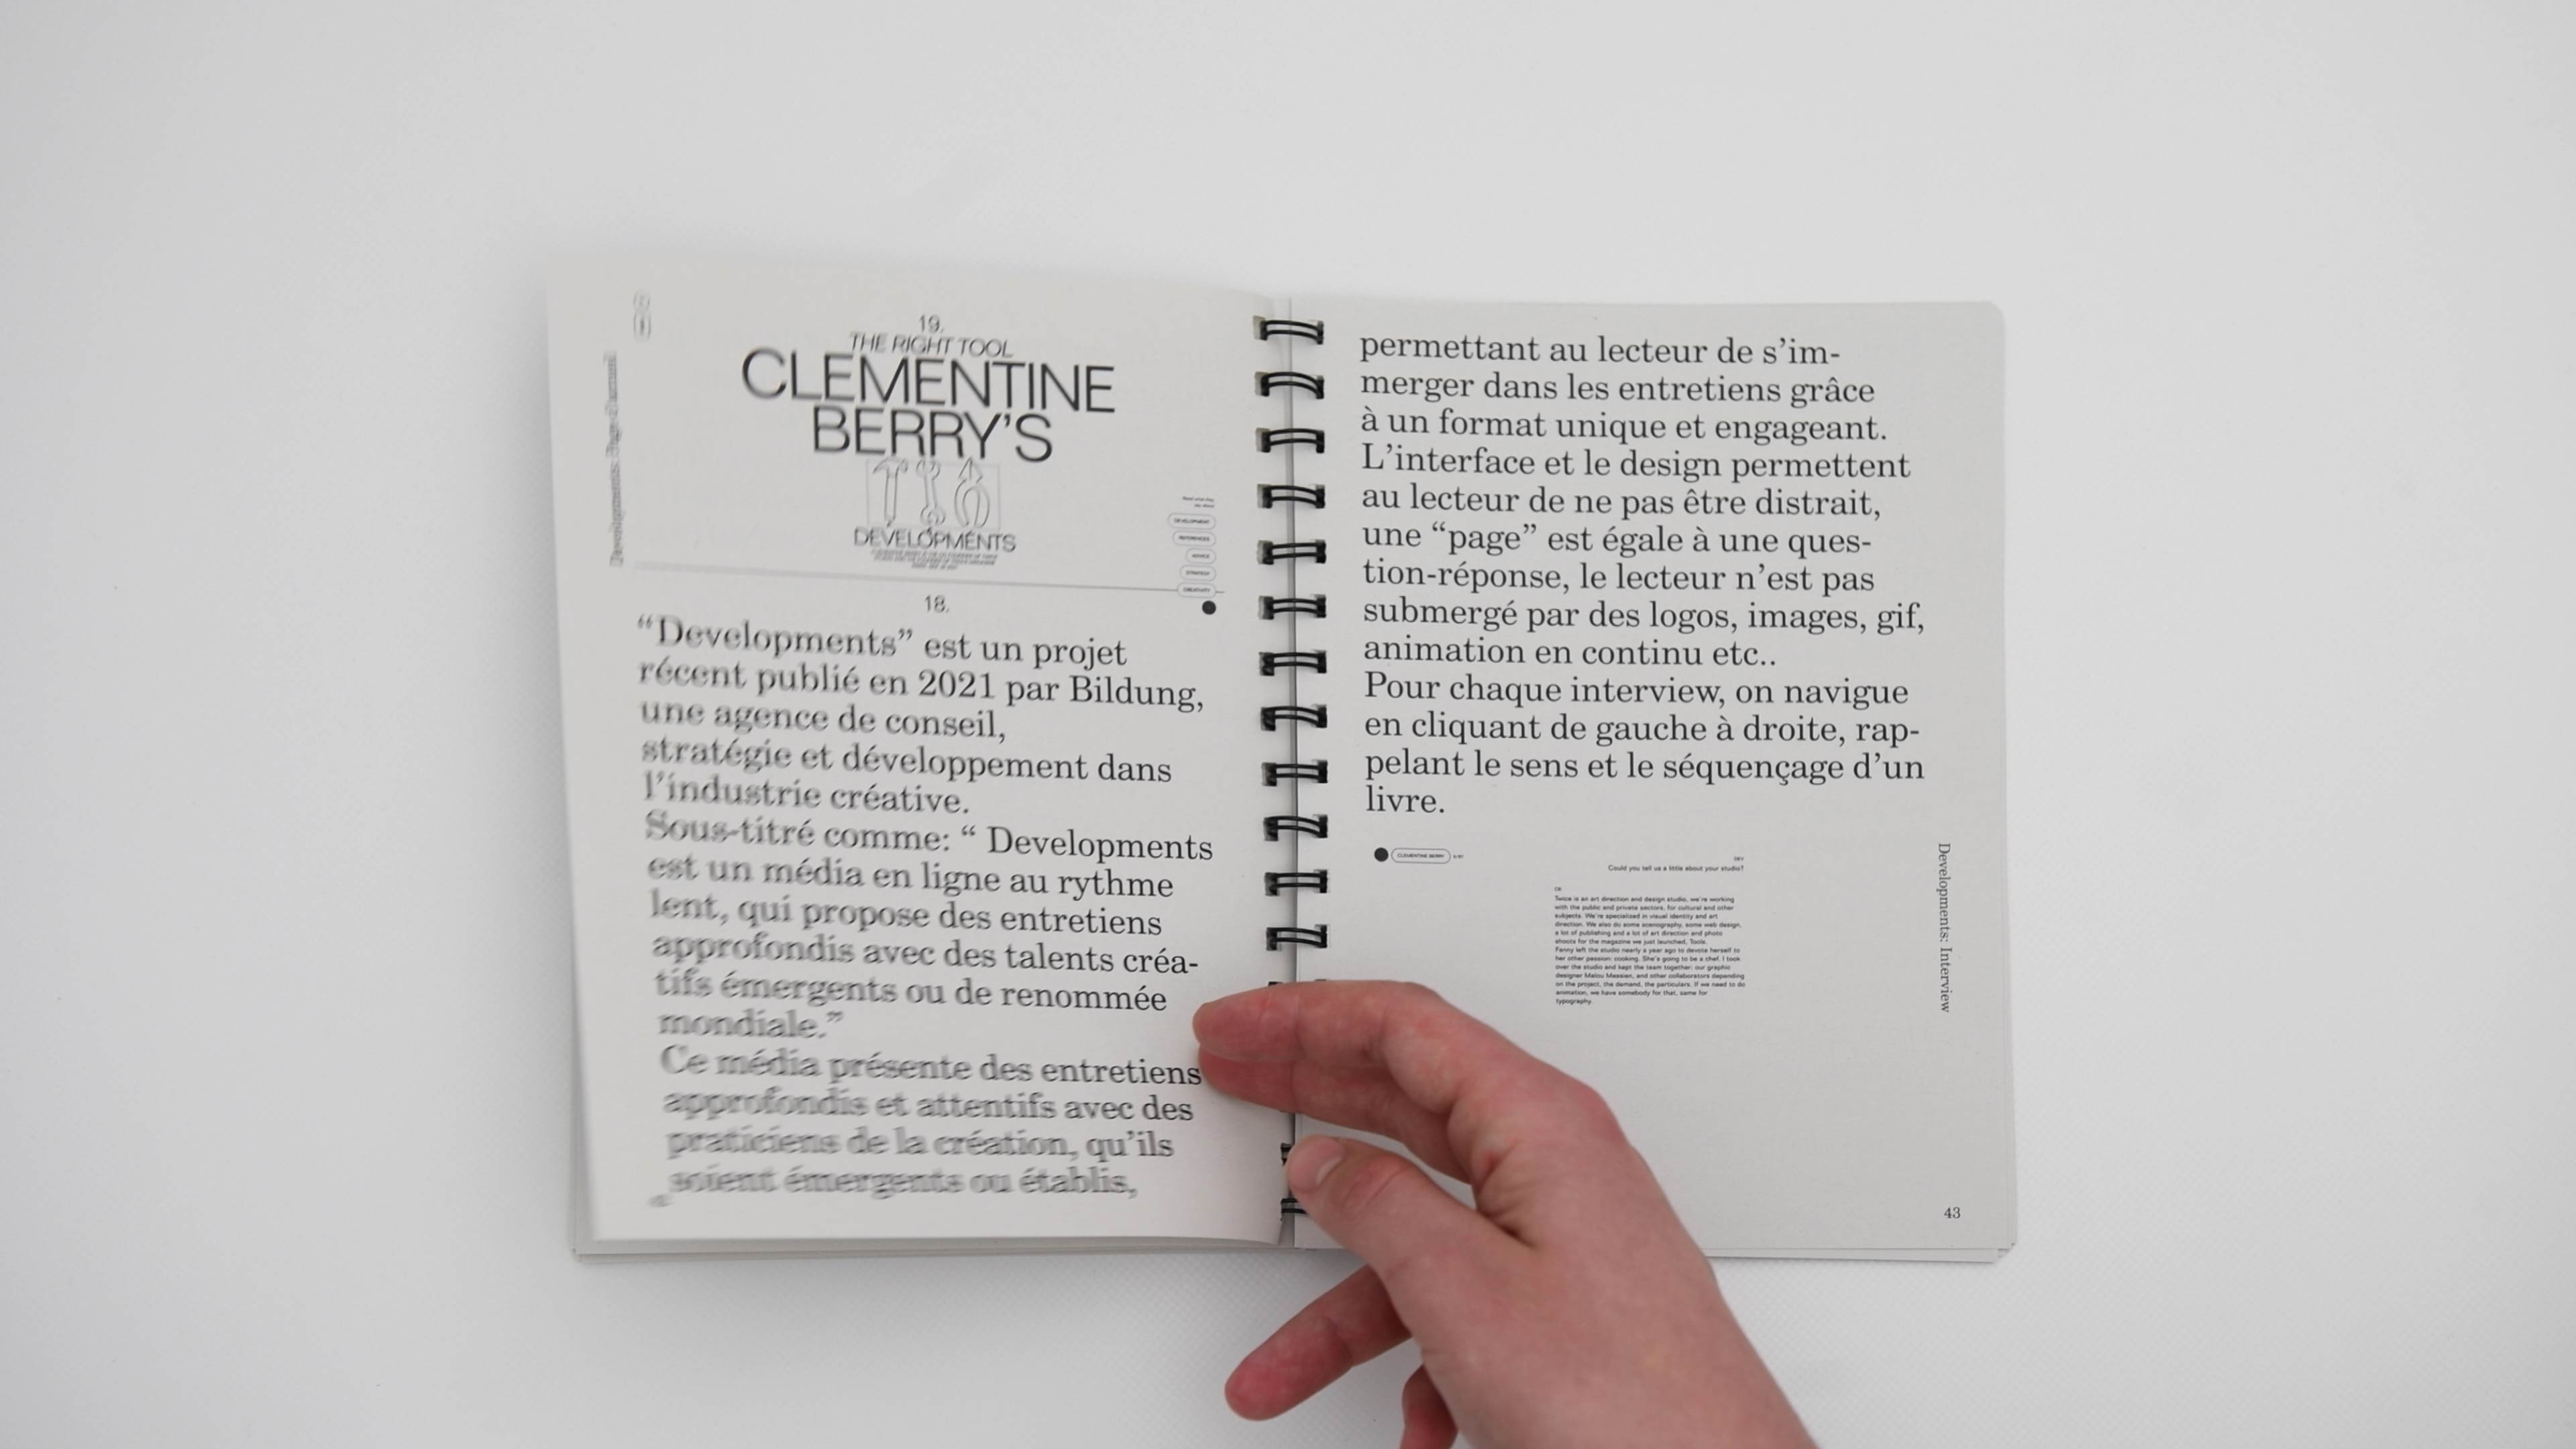 19.
THE RIGHT TOOL
CLEMENTINE
BERRY’S
DEVELOPMENTS
DEVELOPMENT
REFERENCES
ADVICE
STRATEGY
CREATIVITY
18.
“Developments” est un projet
récent publié en 2021 par Bildung,
une agence de conseil,
stratégie et développement dans
l’industrie créative.
Sous-titré comme: “ Developments
est un média en ligne au rythme
lent, qui propose des entretiens
approfondis avec des talents créa-
tifs émergents ou de renommée
mondiale.”
Ce média présente des entretiens
approfondis et attentifs avec des
praticiens de la création, qu’ils
soient émergents ou établis,
permettant au lecteur de s’im-
merger dans les entretiens grâce
à un format unique et engageant.
L’interface et le design permettent
au lecteur de ne pas être distrait,
une “page” est égale à une ques-
tion-réponse, le lecteur n’est pas
submergé par des logos, images, gif,
animation en continu etc..
Pour chaque interview, on navigue
en cliquant de gauche à droite, rap-
pelant le sens et le séquençage d’un
livre.
CLEMENTINE BERRY
DEV
Could you tell us a little about your studio?
CB
Twice is an art direction and design studio, we're working
with the public and private sectors, for cultural and other
subjects. We're specialized in visual identity and art
direction. We also do some scenography, some web design,
a lot of publishing and a lot of art direction and photo
shoots for the magazine we just launched, Tools.
Fanny left the studio nearly a year ago to devote herself to
her other passion: cooking. She's going to be a chef. I took
over the studio and kept the team together: our graphic
designer Malou Messien, and other collaborators depending
on the project, the demand, the particulars. If we need to do
animation, we have somebody for that, same for
typography.
Developments: Interview
43